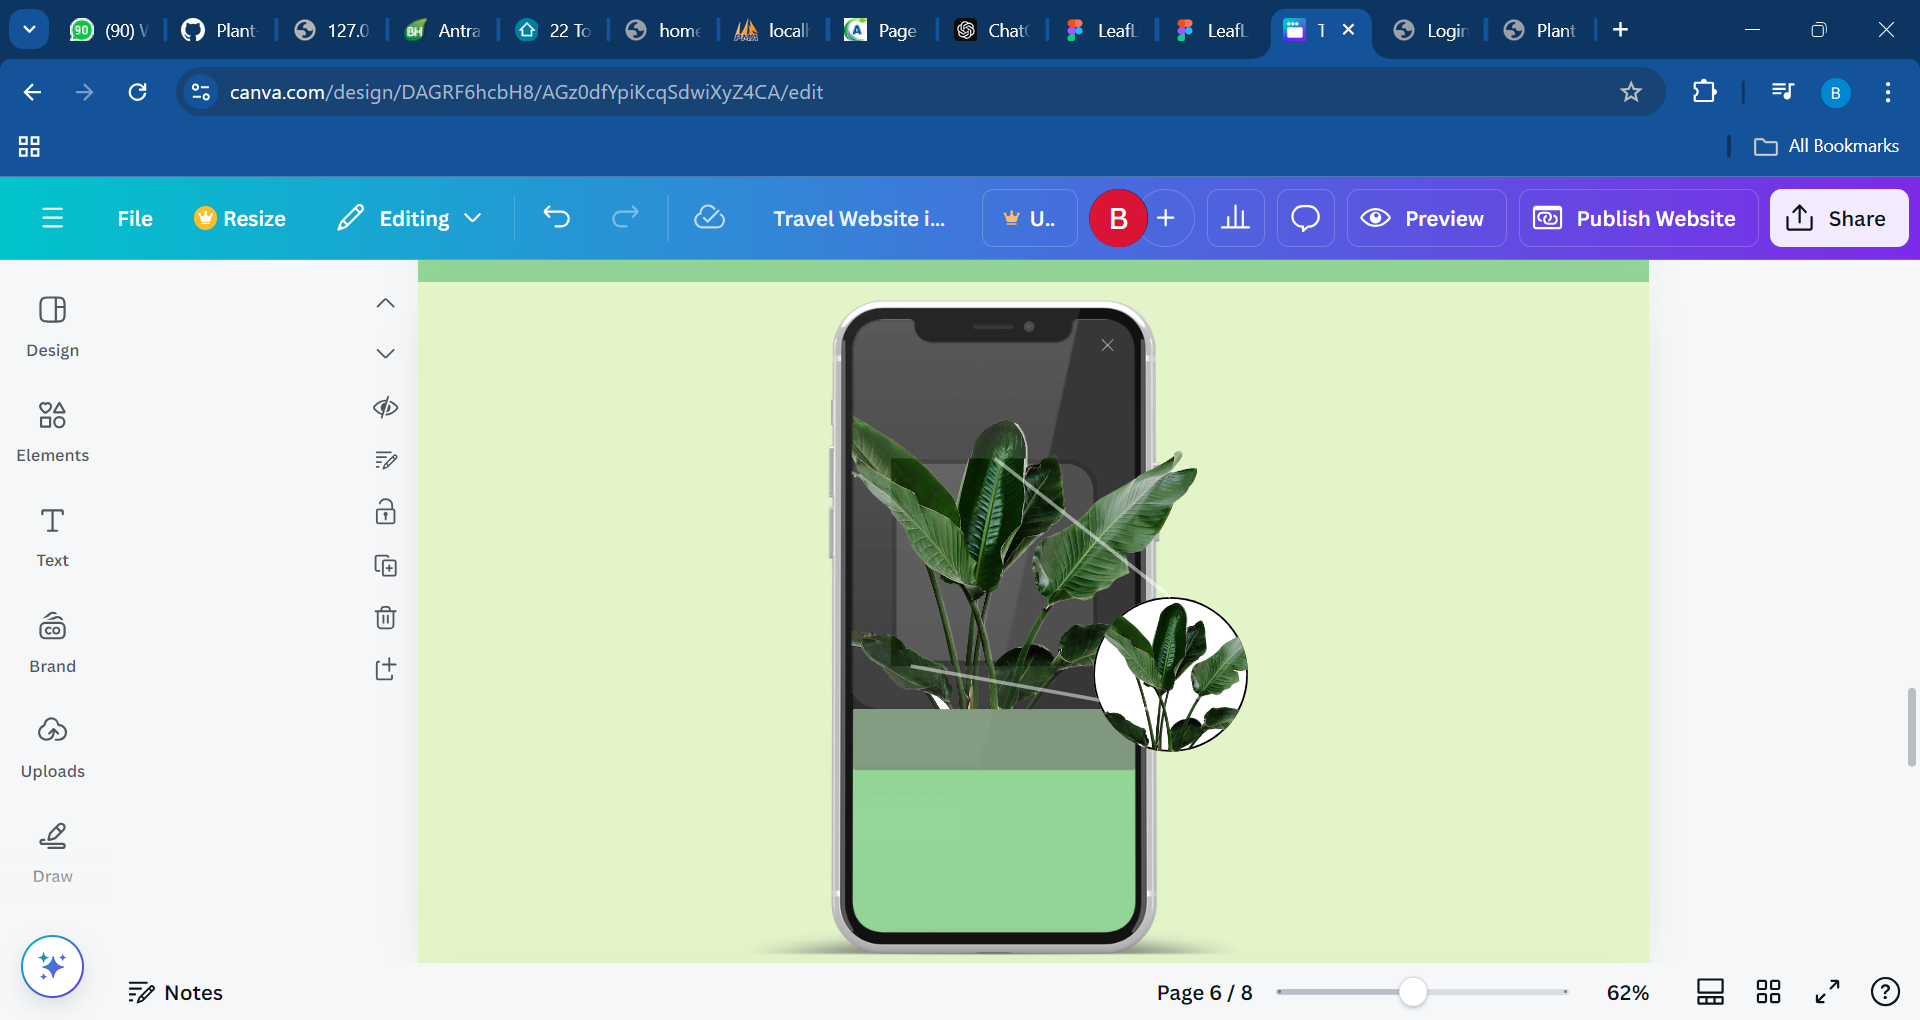 (90) V
Plant-
127.0
Antra
22 To
home
locall
Page
Chat
LeafL
LeafL
T
Login
Plant
canva.com/design/DAGRF6hcbH8/AGz0dfYpiKcqSdwiXyZ4CA/edit
B
All Bookmarks
File
Resize
Editing
Travel Website i...
U..
B
Preview
Publish Website
Share
Design
Elements
Text
CO
Brand
Uploads
Draw
Notes
Page 6 / 8
62%